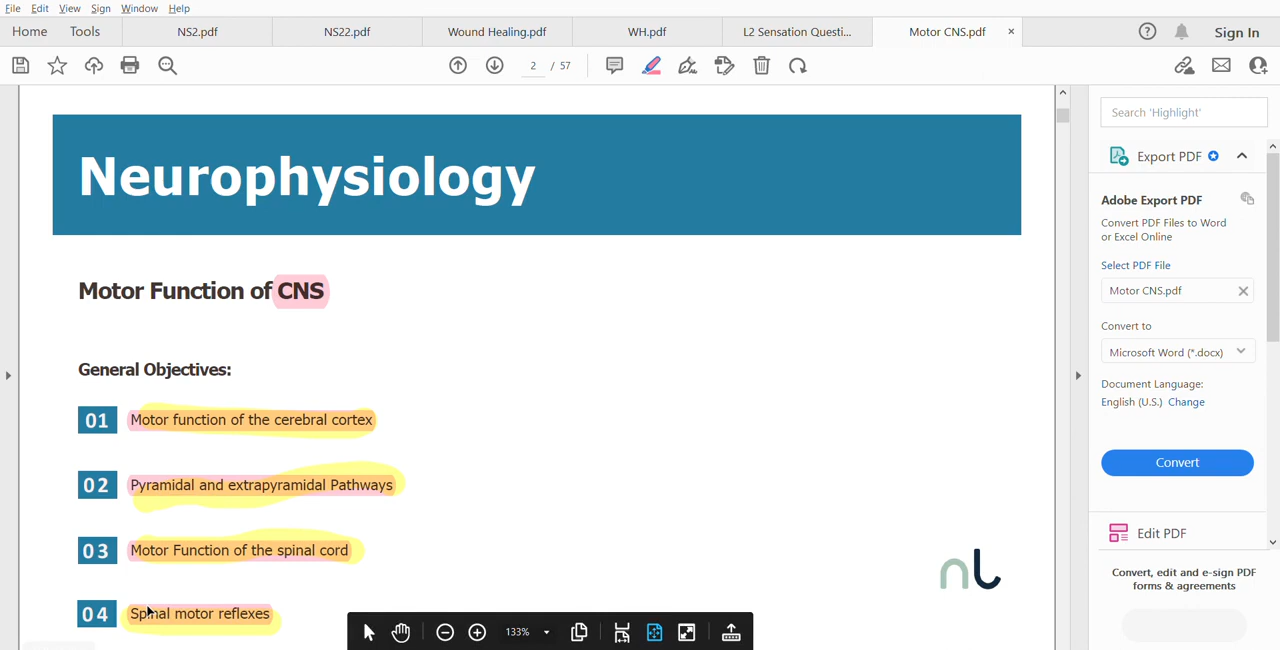 File Edit View Sign Window Help
Home Tools NS2.pdf NS22.pdf Wound Healing.pdf WH.pdf L2 Sensation Questi... Motor CNS.pdf × Sign In
2 / 57
Search 'Highlight'
Neurophysiology
Export PDF
Adobe Export PDF
Convert PDF Files to Word
or Excel Online
Select PDF File
Motor CNS.pdf
Convert to
Microsoft Word (*.docx)
Document Language:
English (U.S.) Change
Convert
Edit PDF
Convert, edit and e-sign PDF
forms & agreements
Motor Function of CNS
General Objectives:
01 Motor function of the cerebral cortex
02 Pyramidal and extrapyramidal Pathways
03 Motor Function of the spinal cord
04 Spinal motor reflexes
nl
133%